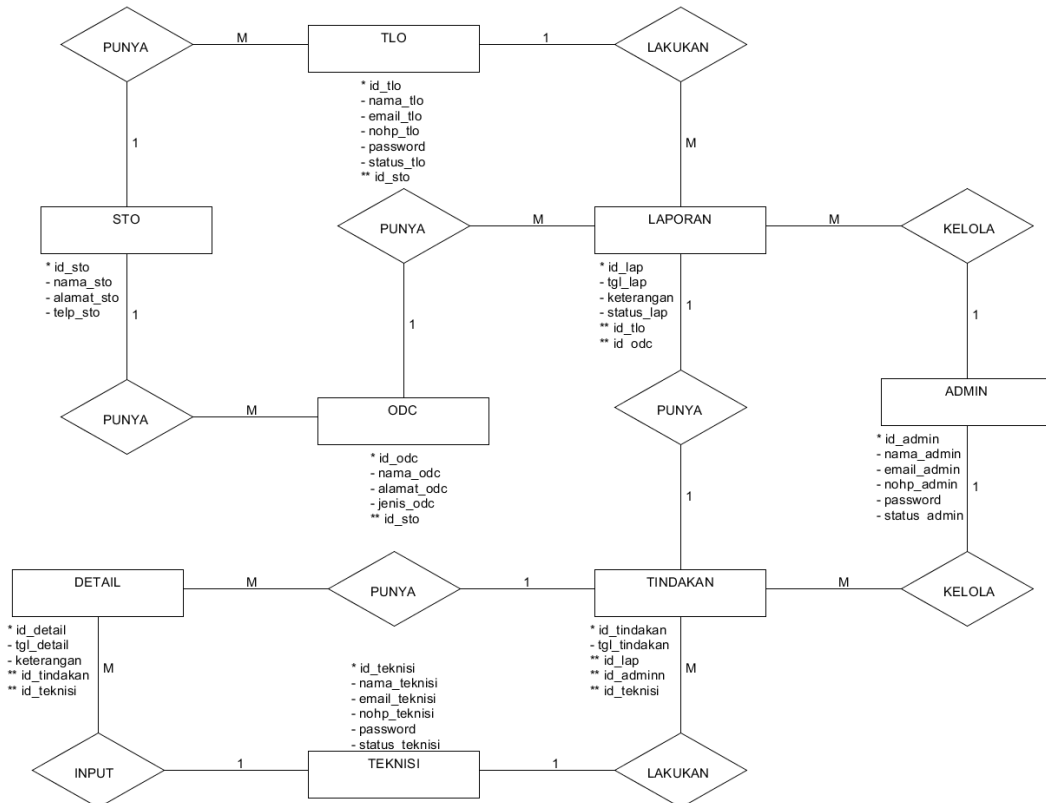 PUNYA
M
TLO
1
LAKUKAN
* id_tlo
- nama_tlo
- email_tlo
- nohp_tlo
- password
- status_tlo
** id_sto
1
M
STO
* id_sto
- nama_sto
- alamat_sto
- telp_sto
PUNYA
M
LAPORAN
* id_lap
- tgl_lap
- keterangan
- status_lap
** id_tlo
** id_odc
M
KELOLA
1
1
1
1
PUNYA
M
ODC
* id_odc
- nama_odc
- alamat_odc
- jenis_odc
** id_sto
PUNYA
1
ADMIN
* id_admin
- nama_admin
- email_admin
- nohp_admin
- password
- status_admin
1
DETAIL
* id_detail
- tgl_detail
- keterangan
** id_tindakan
** id_teknisi
M
PUNYA
1
TINDAKAN
* id_tindakan
- tgl_tindakan
** id_lap
** id_adminn
** id_teknisi
M
KELOLA
M
* id_teknisi
- nama_teknisi
- email_teknisi
- nohp_teknisi
- password
- status_teknisi
M
INPUT
1
TEKNISI
1
LAKUKAN